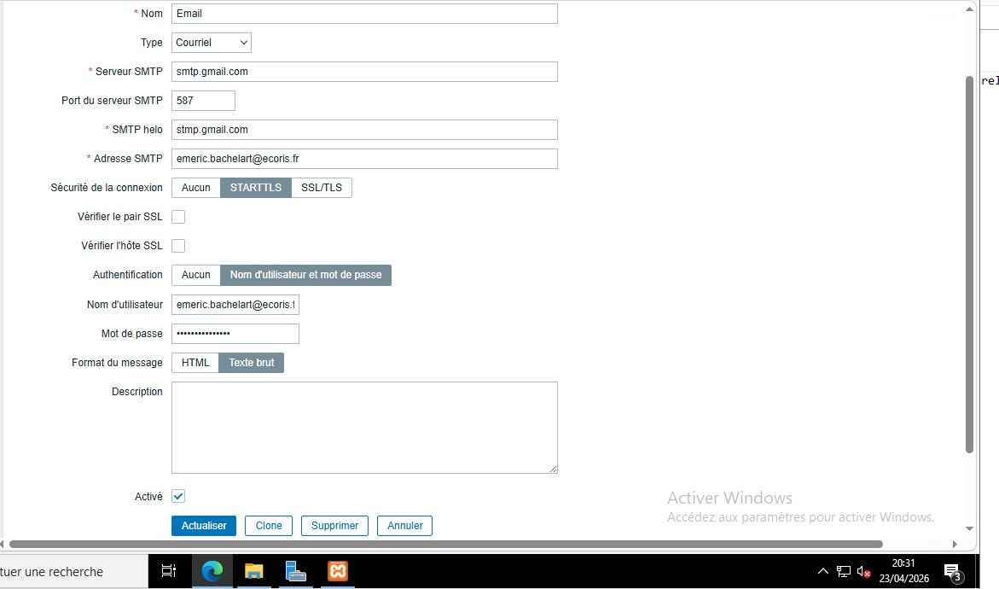 * Nom Email
Type Courriel
* Serveur SMTP smtp.gmail.com
rel
Port du serveur SMTP 587
* SMTP helo stmp.gmail.com
* Adresse SMTP emeric.bachelart@ecoris.fr
Sécurité de la connexion Aucun STARTTLS SSL/TLS
Vérifier le pair SSL
Vérifier l'hôte SSL
Authentification Aucun Nom d'utilisateur et mot de passe
Nom d'utilisateur emeric.bachelart@ecoris.f
Mot de passe •••••••••••••••
Format du message HTML Texte brut
Description
Activé
Activer Windows
Accédez aux paramètres pour activer Windows.
Actualiser Clone Supprimer Annuler
tuer une recherche
20:31
23/04/2026
3